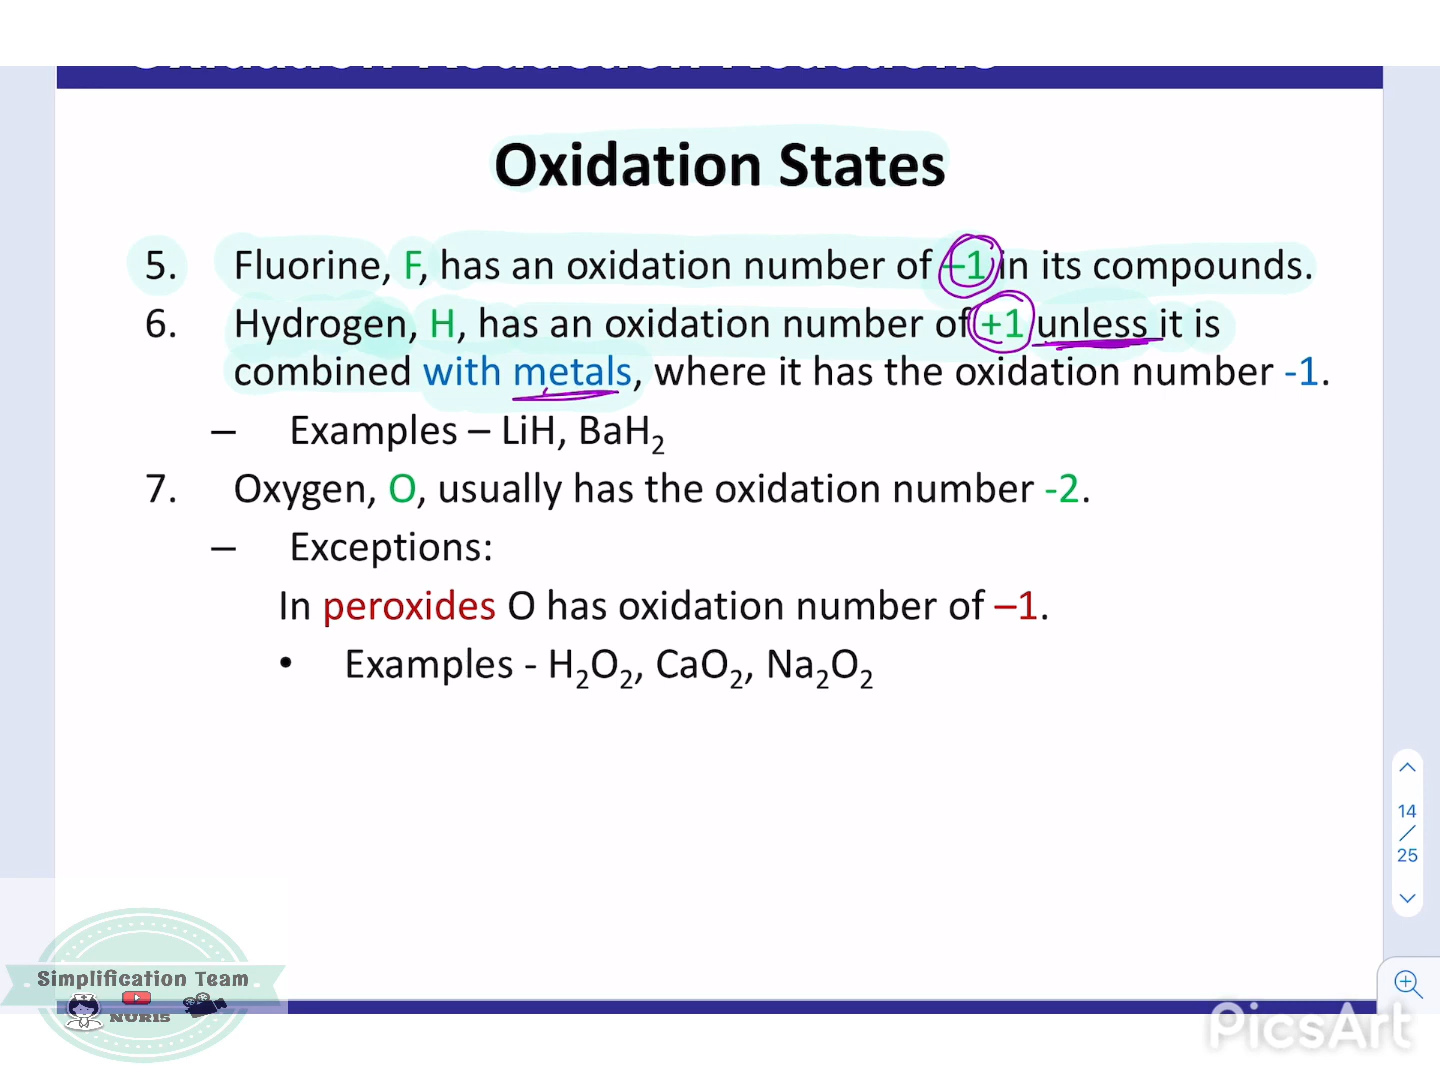 Oxidation States
5. Fluorine, F, has an oxidation number of –1 in its compounds.
6. Hydrogen, H, has an oxidation number of +1 unless it is
combined with metals, where it has the oxidation number -1.
– Examples – LiH, BaH₂
7. Oxygen, O, usually has the oxidation number -2.
– Exceptions:
In peroxides O has oxidation number of –1.
• Examples - H₂O₂, CaO₂, Na₂O₂
14
/
25
Simplification Team
NURIS
PicsArt